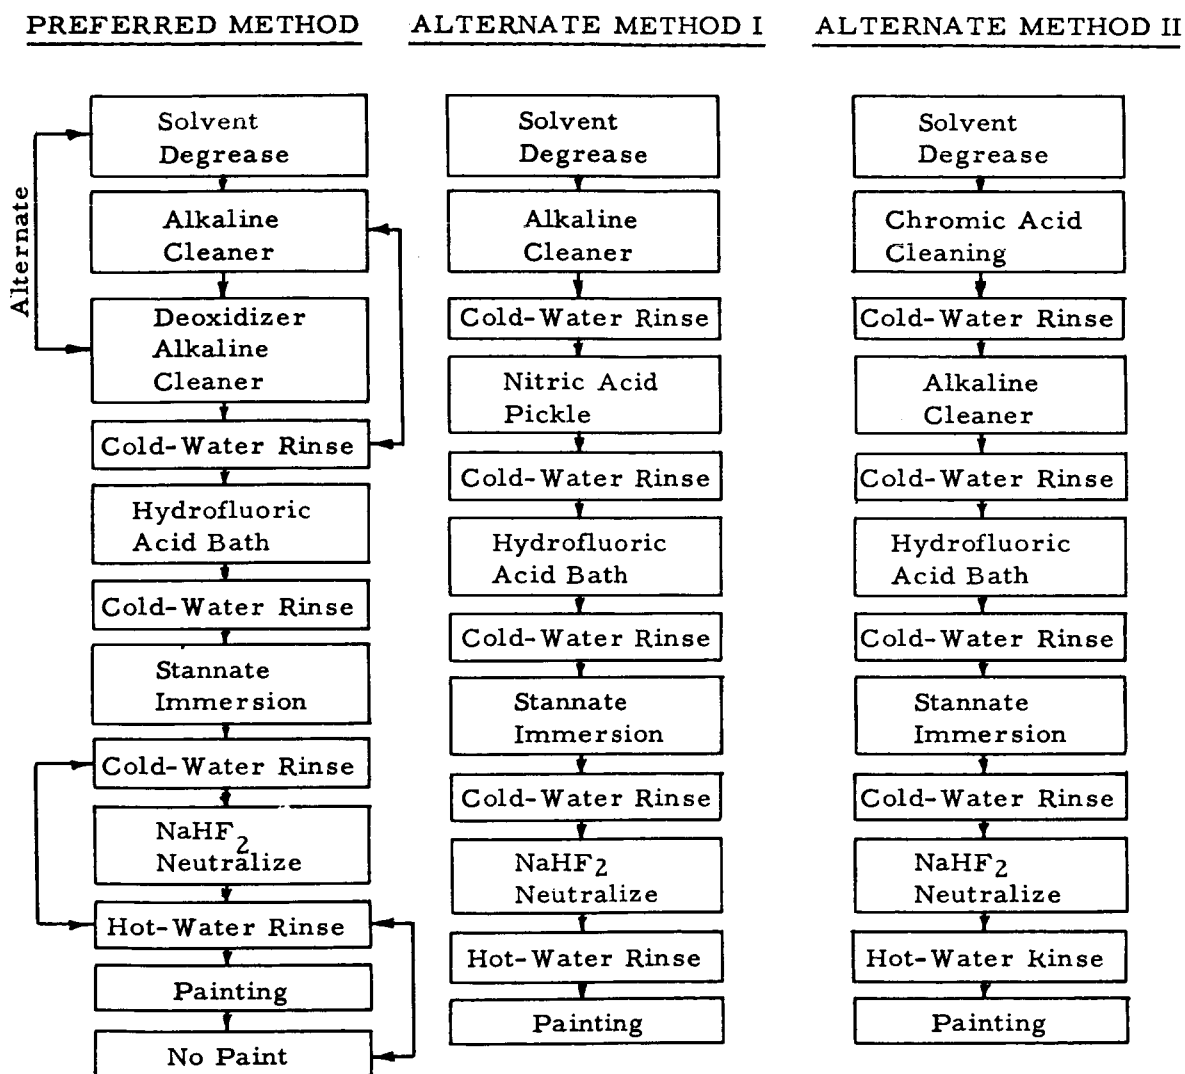 PREFERRED METHOD
Solvent
Degrease
Alkaline
Cleaner
Deoxidizer
Alkaline
Cleaner
Cold-Water Rinse
Hydrofluoric
Acid Bath
Cold-Water Rinse
Stannate
Immersion
Cold-Water Rinse
NaHF2
Neutralize
Hot-Water Rinse
Painting
No Paint
Alternate
ALTERNATE METHOD I
Solvent
Degrease
Alkaline
Cleaner
Cold-Water Rinse
Nitric Acid
Pickle
Cold-Water Rinse
Hydrofluoric
Acid Bath
Cold-Water Rinse
Stannate
Immersion
Cold-Water Rinse
NaHF2
Neutralize
Hot-Water Rinse
Painting
ALTERNATE METHOD II
Solvent
Degrease
Chromic Acid
Cleaning
Cold-Water Rinse
Alkaline
Cleaner
Cold-Water Rinse
Hydrofluoric
Acid Bath
Cold-Water Rinse
Stannate
Immersion
Cold-Water Rinse
NaHF2
Neutralize
Hot-Water Rinse
Painting